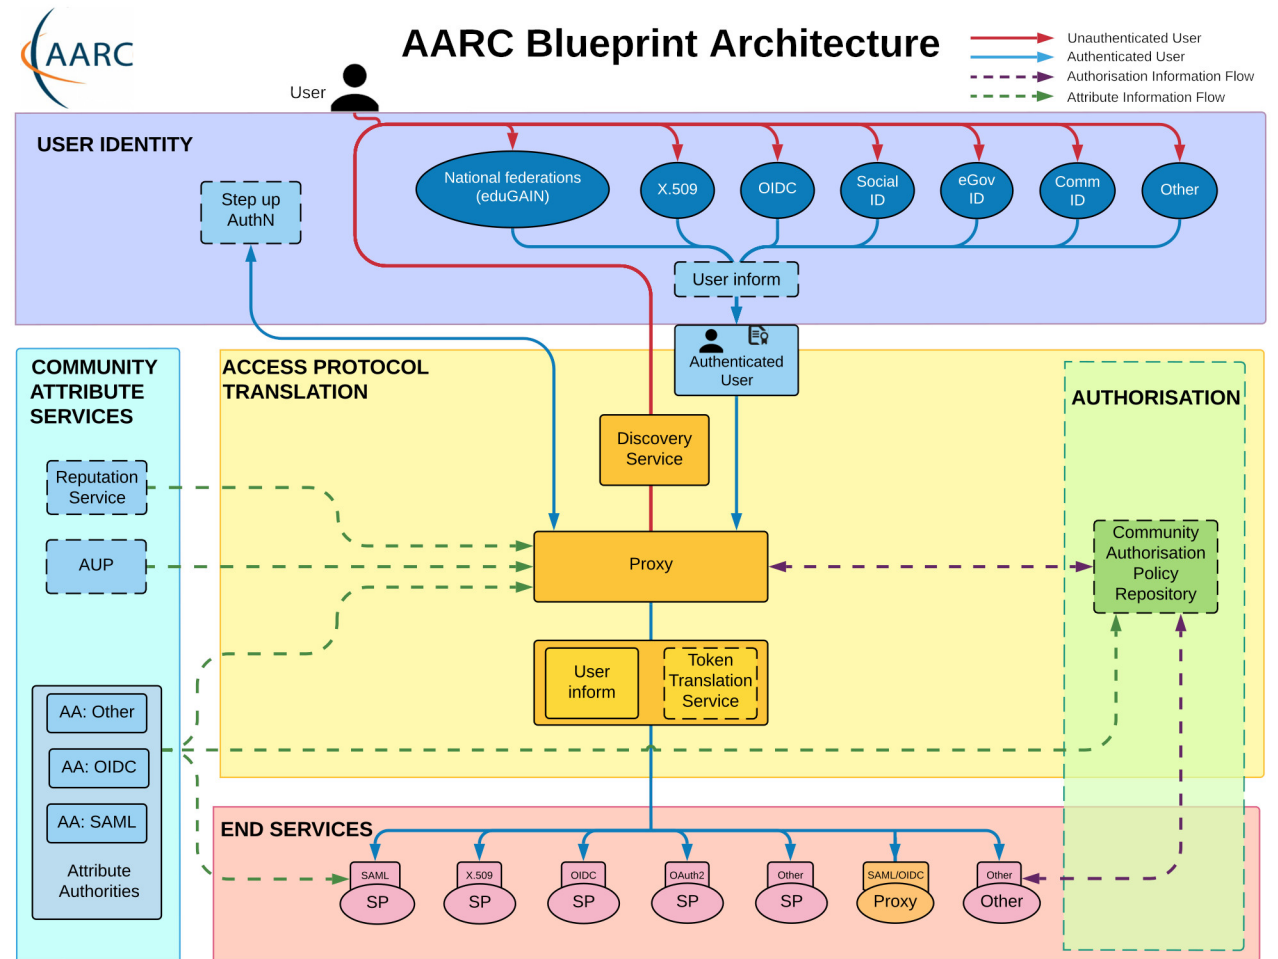 AARC
AARC Blueprint Architecture
Unauthenticated User
Authenticated User
Authorisation Information Flow
Attribute Information Flow
User
USER IDENTITY
Step up
AuthN
National federations
(eduGAIN)
X.509
OIDC
Social
ID
eGov
ID
Comm
ID
Other
User inform
Authenticated
User
COMMUNITY
ATTRIBUTE
SERVICES
Reputation
Service
AUP
AA: Other
AA: OIDC
AA: SAML
Attribute
Authorities
ACCESS PROTOCOL
TRANSLATION
Discovery
Service
Proxy
User
inform
Token
Translation
Service
AUTHORISATION
Community
Authorisation
Policy
Repository
END SERVICES
SAML
SP
X.509
SP
OIDC
SP
OAuth2
SP
Other
SP
SAML/OIDC
Proxy
Other
Other